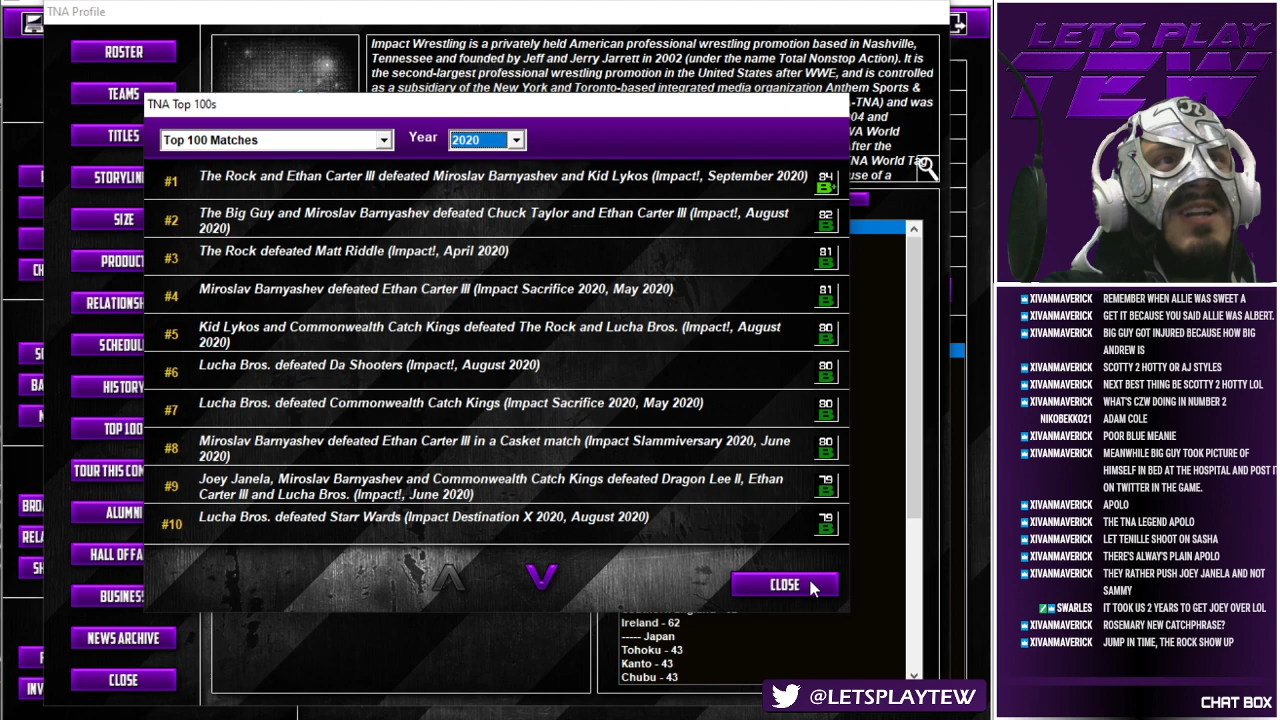 TNA Profile
ROSTER
TEAMS
TITLES
STORYLIN
SIZE
PRODUC
RELATIONSH
SCHEDUL
HISTORY
TOP 100
TOUR THIS COM
ALUMNI
HALL OF FA
BUSINES
NEWS ARCHIVE
CLOSE
Impact Wrestling is a privately held American professional wrestling promotion based in Nashville,
Tennessee and founded by Jeff and Jerry Jarrett in 2002 (under the name Total Nonstop Action). It is
the second-largest professional wrestling promotion in the United States after WWE, and is controlled
as a subsidiary of the New York and Toronto-based integrated media organization Anthem Sports &
-TNA) and was
004 and
VA World
After the
NA World Ta
use of a
TNA Top 100s
Top 100 Matches
Year
2020
#1 The Rock and Ethan Carter III defeated Miroslav Barnyashev and Kid Lykos (Impact!, September 2020) 84 B+
#2 The Big Guy and Miroslav Barnyashev defeated Chuck Taylor and Ethan Carter III (Impact!, August
2020) 82 B
#3 The Rock defeated Matt Riddle (Impact!, April 2020) 81 B
#4 Miroslav Barnyashev defeated Ethan Carter III (Impact Sacrifice 2020, May 2020) 81 B
#5 Kid Lykos and Commonwealth Catch Kings defeated The Rock and Lucha Bros. (Impact!, August
2020) 80 B
#6 Lucha Bros. defeated Da Shooters (Impact!, August 2020) 80 B
#7 Lucha Bros. defeated Commonwealth Catch Kings (Impact Sacrifice 2020, May 2020) 80 B
#8 Miroslav Barnyashev defeated Ethan Carter III in a Casket match (Impact Slammiversary 2020, June
2020) 80 B
#9 Joey Janela, Miroslav Barnyashev and Commonwealth Catch Kings defeated Dragon Lee II, Ethan
Carter III and Lucha Bros. (Impact!, June 2020) 79 B
#10 Lucha Bros. defeated Starr Wards (Impact Destination X 2020, August 2020) 79 B
CLOSE
Ireland - 62
----- Japan
Tohoku - 43
Kanto - 43
Chubu - 43
@LETSPLAYTEW
LETS PLAY
TEW
XIVANMAVERICK REMEMBER WHEN ALLIE WAS SWEET A
XIVANMAVERICK GET IT BECAUSE YOU SAID ALLIE WAS ALBERT.
XIVANMAVERICK BIG GUY GOT INJURED BECAUSE HOW BIG
ANDREW IS
XIVANMAVERICK SCOTTY 2 HOTTY OR AJ STYLES
XIVANMAVERICK NEXT BEST THING BE SCOTTY 2 HOTTY LOL
XIVANMAVERICK WHAT'S CZW DOING IN NUMBER 2
NIKOBEKKO21 ADAM COLE
XIVANMAVERICK POOR BLUE MEANIE
XIVANMAVERICK MEANWHILE BIG GUY TOOK PICTURE OF
HIMSELF IN BED AT THE HOSPITAL AND POST I
ON TWITTER IN THE GAME.
XIVANMAVERICK APOLO
XIVANMAVERICK THE TNA LEGEND APOLO
XIVANMAVERICK LET TENILLE SHOOT ON SASHA
XIVANMAVERICK THERE'S ALWAY'S PLAIN APOLO
XIVANMAVERICK THEY RATHER PUSH JOEY JANELA AND NOT
SAMMY
SWARLES IT TOOK US 2 YEARS TO GET JOEY OVER LOL
XIVANMAVERICK ROSEMARY NEW CATCHPHRASE?
XIVANMAVERICK JUMP IN TIME, THE ROCK SHOW UP
CHAT BOX